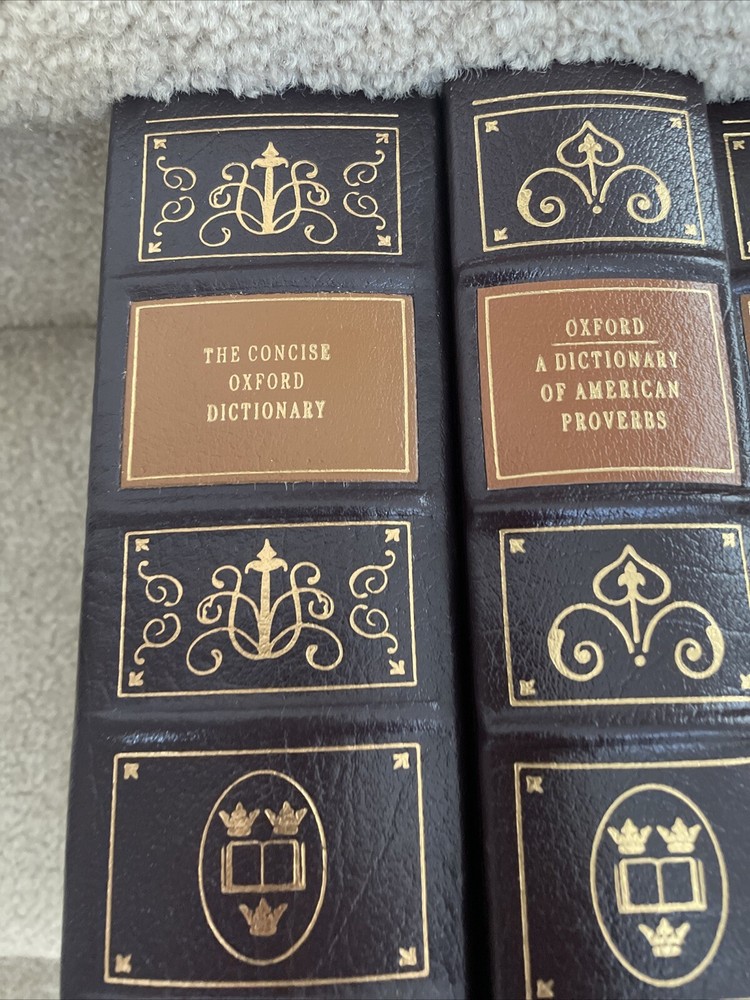 THE CONCISE
OXFORD
DICTIONARY
OXFORD
A DICTIONARY
OF AMERICAN
PROVERBS